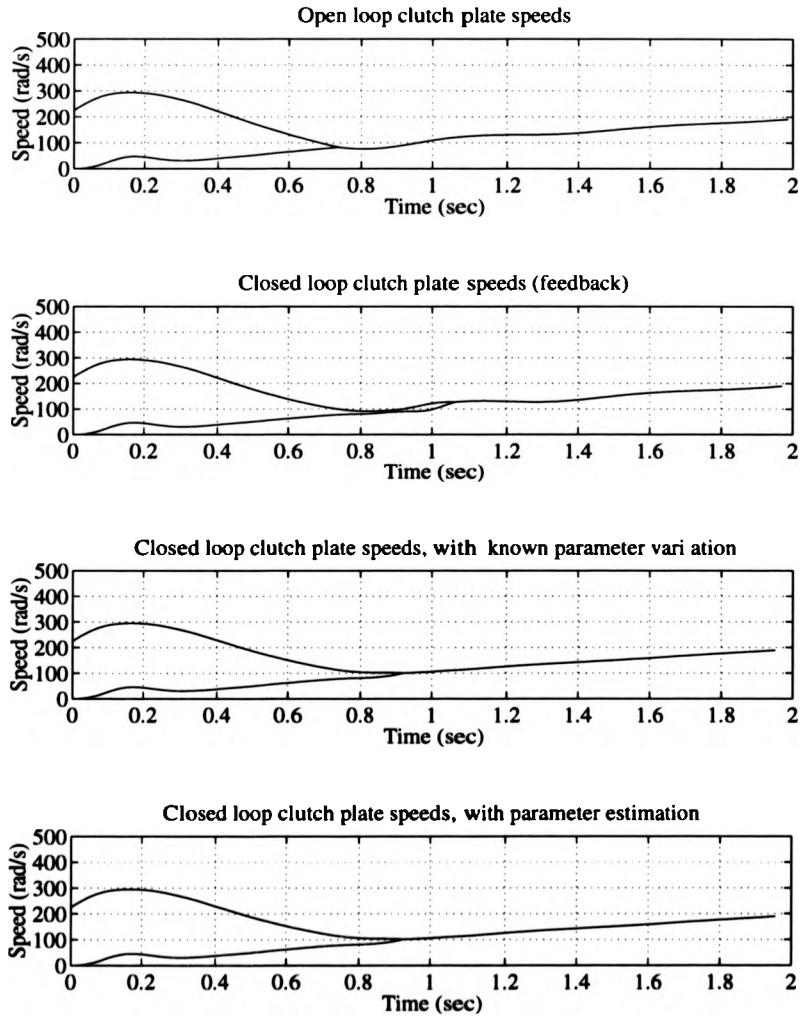 Open loop clutch plate speeds
500
400
300
200
100
0
Speed (rad/s)
0 0.2 0.4 0.6 0.8 1 1.2 1.4 1.6 1.8 2
Time (sec)
Closed loop clutch plate speeds (feedback)
500
400
300
200
100
0
Speed (rad/s)
0 0.2 0.4 0.6 0.8 1 1.2 1.4 1.6 1.8 2
Time (sec)
Closed loop clutch plate speeds, with known parameter vari ation
500
400
300
200
100
0
Speed (rad/s)
0 0.2 0.4 0.6 0.8 1 1.2 1.4 1.6 1.8 2
Time (sec)
Closed loop clutch plate speeds, with parameter estimation
500
400
300
200
100
0
Speed (rad/s)
0 0.2 0.4 0.6 0.8 1 1.2 1.4 1.6 1.8 2
Time (sec)